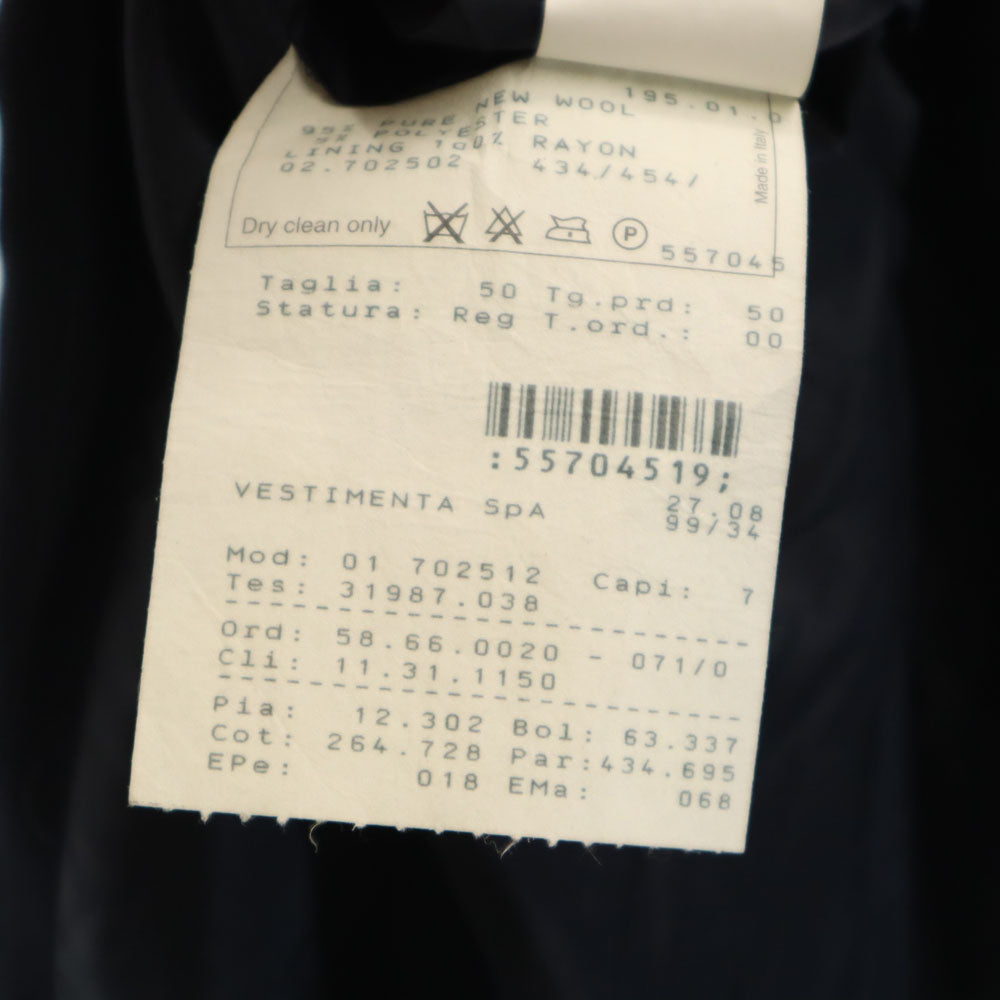 195.01.0
95% PURE NEW WOOL
5% POLYESTER
LINING 100% RAYON
02.702502 434/454/
Made in Italy
Dry clean only P
557045
Taglia: 50 Tg.prd: 50
Statura: Reg T.ord.: 00
:55704519;
VESTIMENTA SpA 27.08
99/34
Mod: 01 702512 Capi: 7
Tes: 31987.038
Ord: 58.66.0020 - 071/0
Cli: 11.31.1150
Pia: 12.302 Bol: 63.337
Cot: 264.728 Par:434.695
EPe: 018 EMa: 068